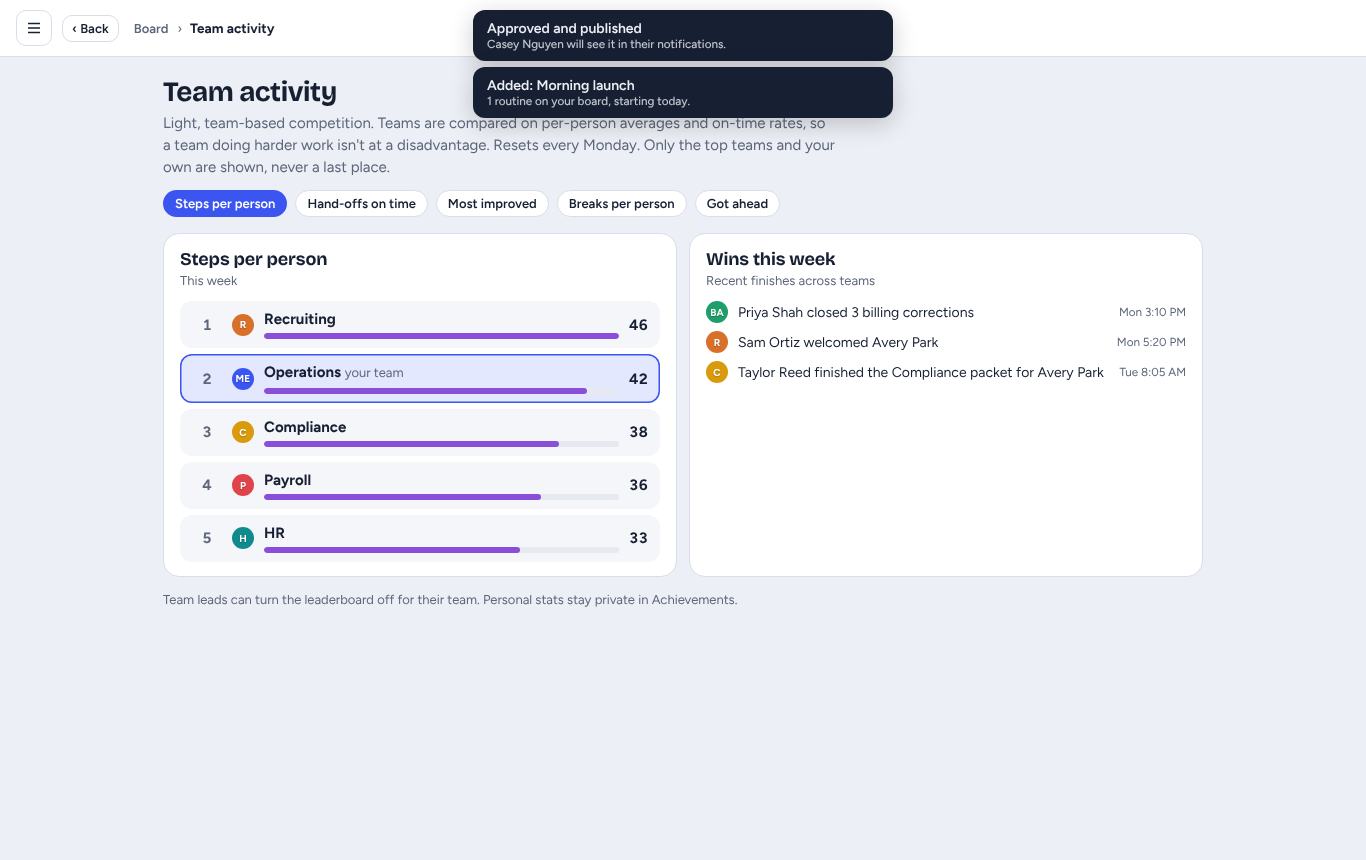 ‹ Back
Board › Team activity
Approved and published
Casey Nguyen will see it in their notifications.
Added: Morning launch
1 routine on your board, starting today.
Team activity
Light, team-based competition. Teams are compared on per-person averages and on-time rates, so
a team doing harder work isn't at a disadvantage. Resets every Monday. Only the top teams and your
own are shown, never a last place.
Steps per person
Hand-offs on time
Most improved
Breaks per person
Got ahead
Steps per person
This week
1 R Recruiting 46
2 ME Operations your team 42
3 C Compliance 38
4 P Payroll 36
5 H HR 33
Wins this week
Recent finishes across teams
BA Priya Shah closed 3 billing corrections Mon 3:10 PM
R Sam Ortiz welcomed Avery Park Mon 5:20 PM
C Taylor Reed finished the Compliance packet for Avery Park Tue 8:05 AM
Team leads can turn the leaderboard off for their team. Personal stats stay private in Achievements.